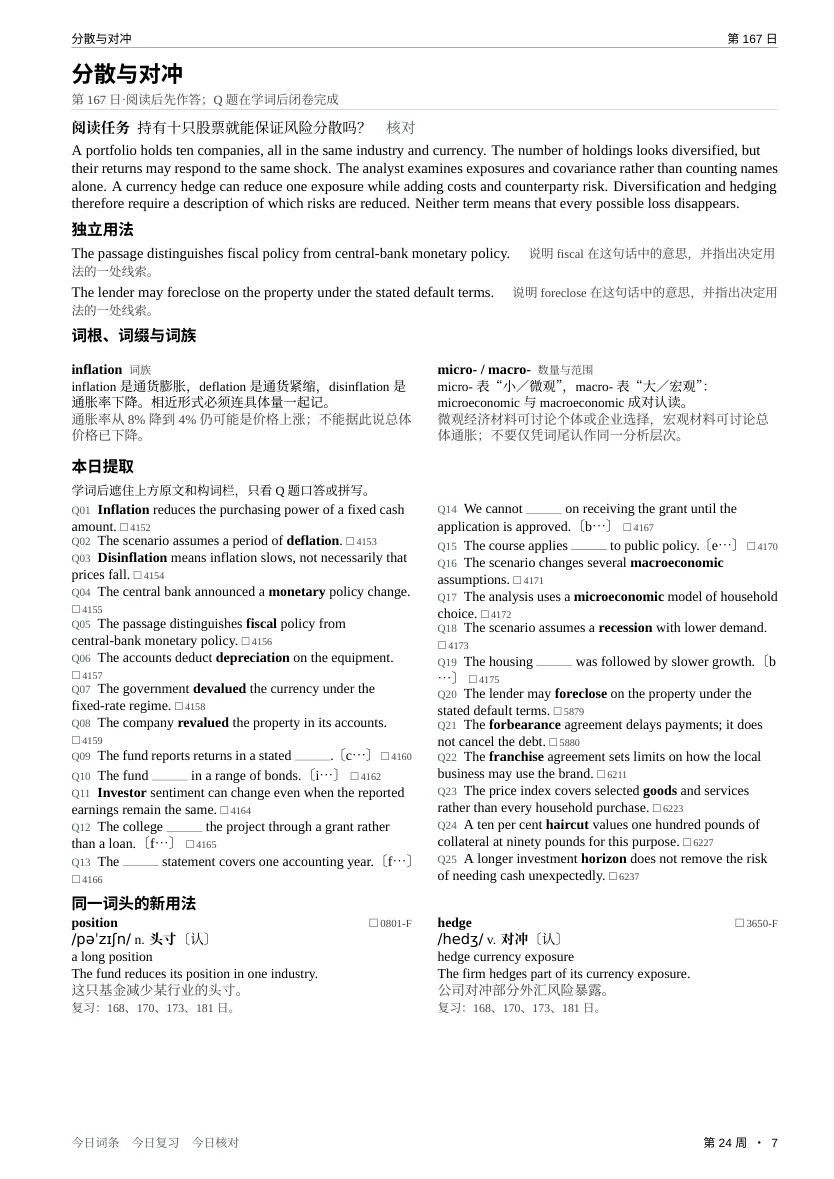 分散与对冲
第 167 日
分散与对冲
第 167 日·阅读后先作答；Q 题在学词后闭卷完成
阅读任务 持有十只股票就能保证风险分散吗？ 核对
A portfolio holds ten companies, all in the same industry and currency. The number of holdings looks diversified, but
their returns may respond to the same shock. The analyst examines exposures and covariance rather than counting names
alone. A currency hedge can reduce one exposure while adding costs and counterparty risk. Diversification and hedging
therefore require a description of which risks are reduced. Neither term means that every possible loss disappears.
独立用法
The passage distinguishes fiscal policy from central-bank monetary policy. 说明 fiscal 在这句话中的意思，并指出决定用
法的一处线索。
The lender may foreclose on the property under the stated default terms. 说明 foreclose 在这句话中的意思，并指出决定用
法的一处线索。
词根、词缀与词族
inflation 词族
inflation 是通货膨胀，deflation 是通货紧缩，disinflation 是
通胀率下降。相近形式必须连具体量一起记。
通胀率从 8% 降到 4% 仍可能是价格上涨；不能据此说总体
价格已下降。
micro- / macro- 数量与范围
micro- 表“小／微观”，macro- 表“大／宏观”：
microeconomic 与 macroeconomic 成对认读。
微观经济材料可讨论个体或企业选择，宏观材料可讨论总
体通胀；不要仅凭词尾认作同一分析层次。
本日提取
学词后遮住上方原文和构词栏，只看 Q 题口答或拼写。
Q01 Inflation reduces the purchasing power of a fixed cash
amount. □ 4152
Q02 The scenario assumes a period of deflation. □ 4153
Q03 Disinflation means inflation slows, not necessarily that
prices fall. □ 4154
Q04 The central bank announced a monetary policy change.
□ 4155
Q05 The passage distinguishes fiscal policy from
central-bank monetary policy. □ 4156
Q06 The accounts deduct depreciation on the equipment.
□ 4157
Q07 The government devalued the currency under the
fixed-rate regime. □ 4158
Q08 The company revalued the property in its accounts.
□ 4159
Q09 The fund reports returns in a stated _____. 〔c···〕 □ 4160
Q10 The fund _____ in a range of bonds. 〔i···〕 □ 4162
Q11 Investor sentiment can change even when the reported
earnings remain the same. □ 4164
Q12 The college _____ the project through a grant rather
than a loan. 〔f···〕 □ 4165
Q13 The _____ statement covers one accounting year. 〔f···〕
□ 4166
Q14 We cannot _____ on receiving the grant until the
application is approved. 〔b···〕 □ 4167
Q15 The course applies _____ to public policy. 〔e···〕 □ 4170
Q16 The scenario changes several macroeconomic
assumptions. □ 4171
Q17 The analysis uses a microeconomic model of household
choice. □ 4172
Q18 The scenario assumes a recession with lower demand.
□ 4173
Q19 The housing _____ was followed by slower growth. 〔b
···〕 □ 4175
Q20 The lender may foreclose on the property under the
stated default terms. □ 5879
Q21 The forbearance agreement delays payments; it does
not cancel the debt. □ 5880
Q22 The franchise agreement sets limits on how the local
business may use the brand. □ 6211
Q23 The price index covers selected goods and services
rather than every household purchase. □ 6223
Q24 A ten per cent haircut values one hundred pounds of
collateral at ninety pounds for this purpose. □ 6227
Q25 A longer investment horizon does not remove the risk
of needing cash unexpectedly. □ 6237
同一词头的新用法
position □ 0801-F
/pəˈzɪʃn/ n. 头寸〔认〕
a long position
The fund reduces its position in one industry.
这只基金减少某行业的头寸。
复习：168、170、173、181 日。
hedge □ 3650-F
/hedʒ/ v. 对冲〔认〕
hedge currency exposure
The firm hedges part of its currency exposure.
公司对冲部分外汇风险暴露。
复习：168、170、173、181 日。
今日词条 今日复习 今日核对
第 24 周 · 7